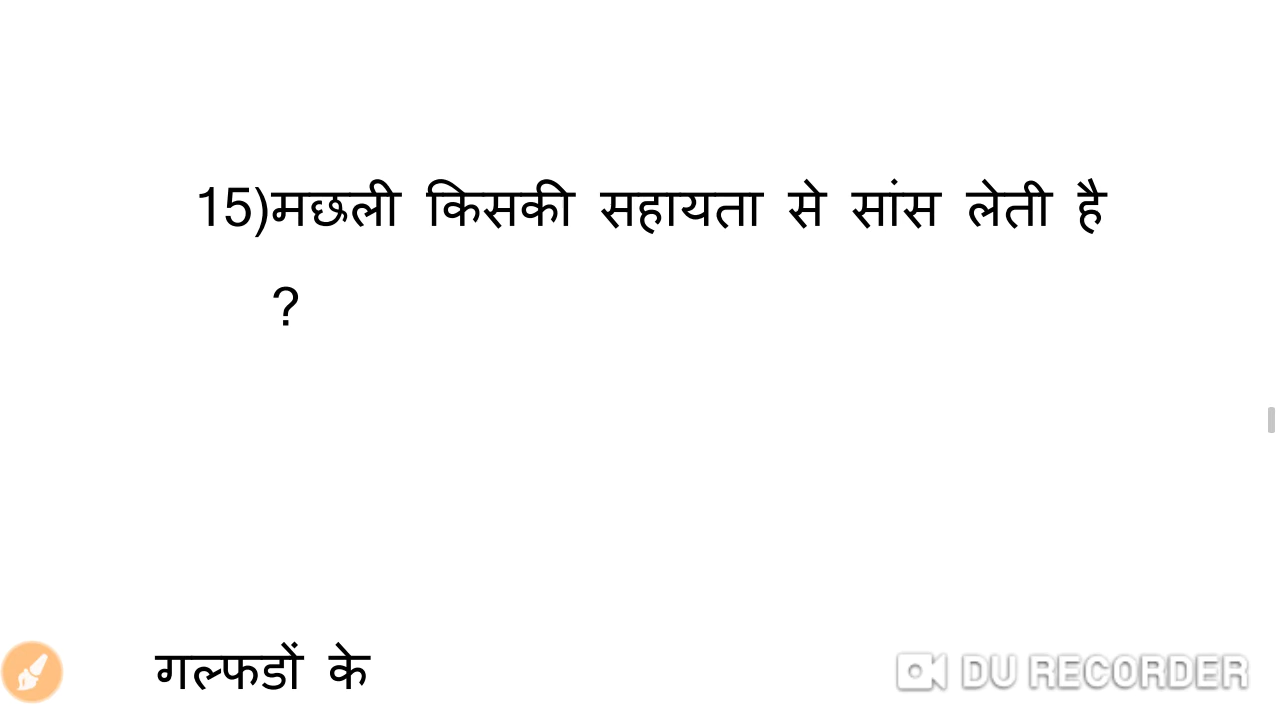 15)मछली किसकी सहायता से सांस लेती है
?
गल्फडों के
DU RECORDER